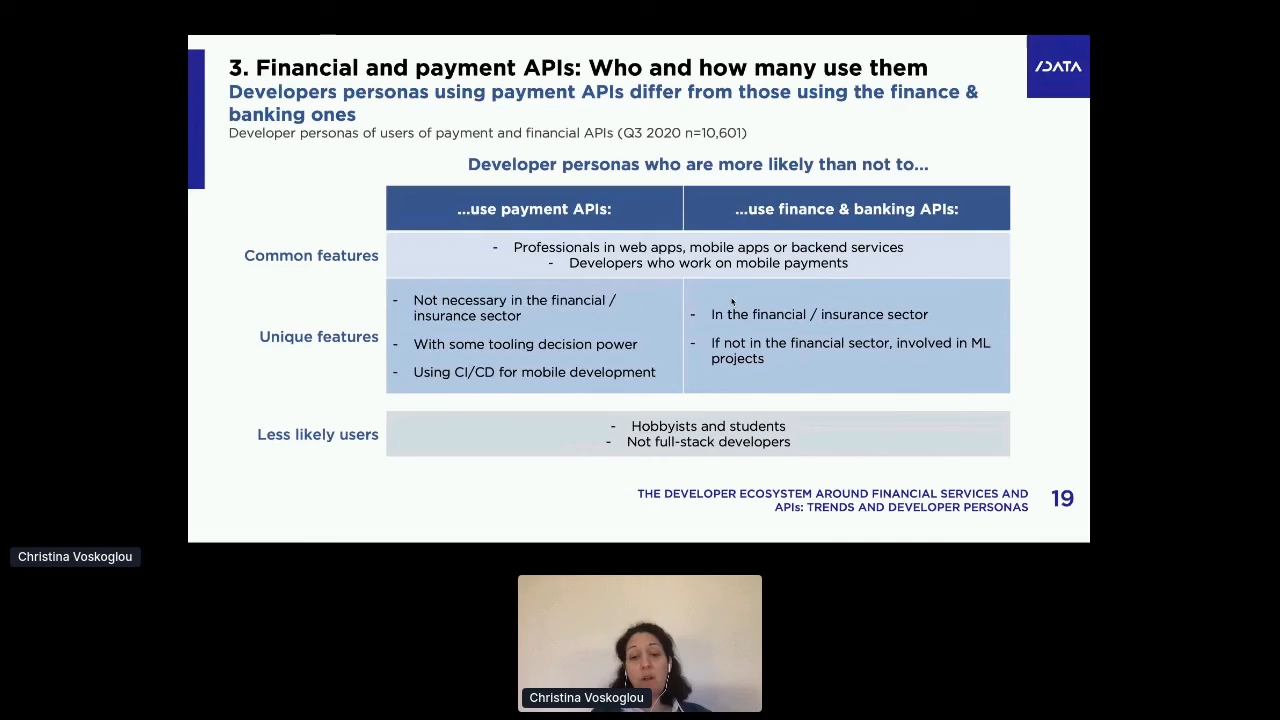 3. Financial and payment APIs: Who and how many use them
Developers personas using payment APIs differ from those using the finance &
banking ones
Developer personas of users of payment and financial APIs (Q3 2020 n=10,601)
/DATA
Developer personas who are more likely than not to...
...use payment APIs:
...use finance & banking APIs:
Common features
- Professionals in web apps, mobile apps or backend services
- Developers who work on mobile payments
Unique features
- Not necessary in the financial /
insurance sector
- With some tooling decision power
- Using CI/CD for mobile development
- In the financial / insurance sector
- If not in the financial sector, involved in ML
projects
Less likely users
- Hobbyists and students
- Not full-stack developers
THE DEVELOPER ECOSYSTEM AROUND FINANCIAL SERVICES AND
APIs: TRENDS AND DEVELOPER PERSONAS
19
Christina Voskoglou
Christina Voskoglou